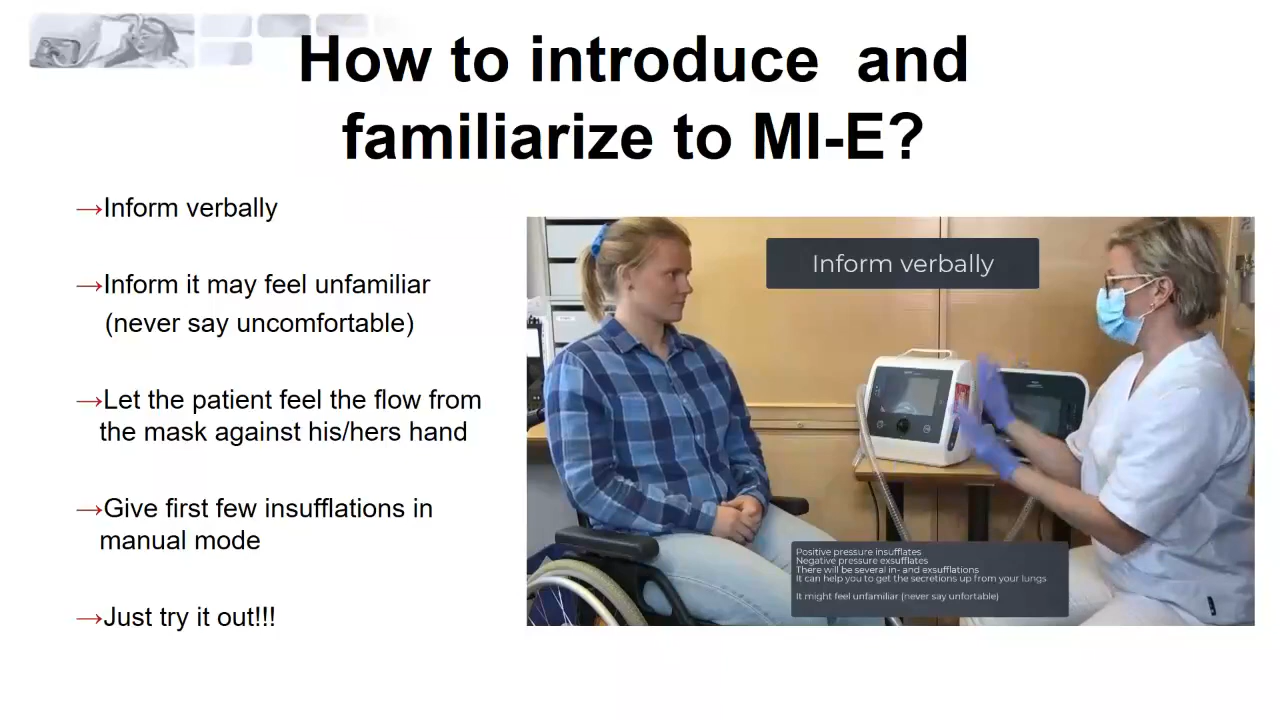 How to introduce  and
familiarize to MI-E?
→Inform verbally
→Inform it may feel unfamiliar
(never say uncomfortable)
→Let the patient feel the flow from
the mask against his/hers hand
→Give first few insufflations in
manual mode
→Just try it out!!!
Inform verbally
Positive pressure insufflates
Negative pressure exsufflates
There will be several in- and exsufflations
It can help you to get the secretions up from your lungs
It might feel unfamiliar (never say unfortable)